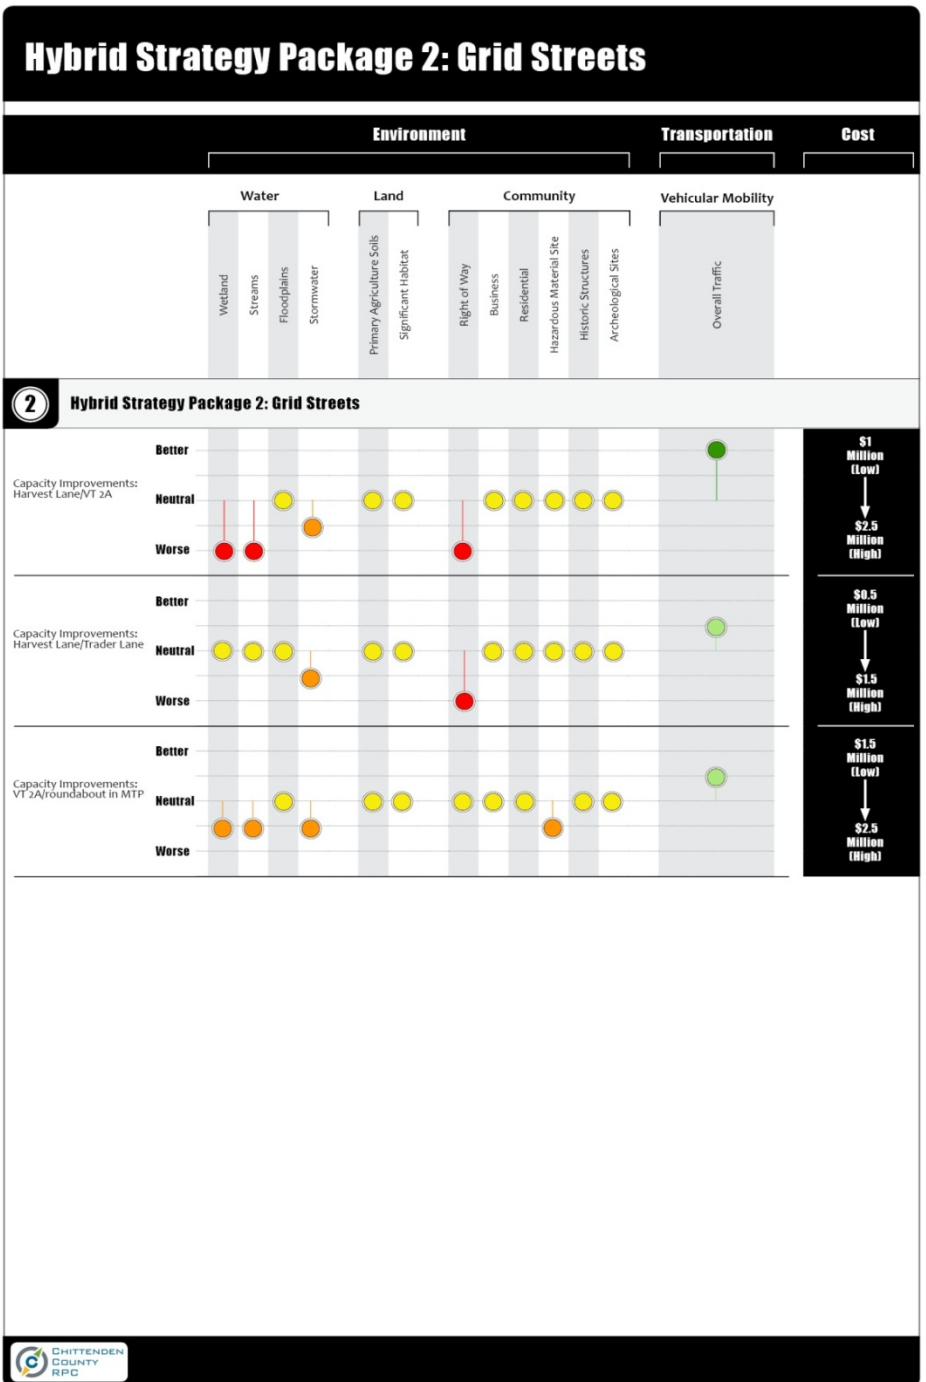 Hybrid Strategy Package 2: Grid Streets
Environment
Transportation
Cost
Water
Land
Community
Vehicular Mobility
Wetland
Streams
Floodplains
Stormwater
Primary Agriculture Soils
Significant Habitat
Right of Way
Business
Residential
Hazardous Material Site
Historic Structures
Archeological Sites
Overall Traffic
2
Hybrid Strategy Package 2: Grid Streets
Capacity Improvements:
Harvest Lane/VT 2A
Better
Neutral
Worse
$1
Million
(Low)
$2.5
Million
(High)
Capacity Improvements:
Harvest Lane/Trader Lane
Better
Neutral
Worse
$0.5
Million
(Low)
$1.5
Million
(High)
Capacity Improvements:
VT 2A/roundabout in MTP
Better
Neutral
Worse
$1.5
Million
(Low)
$2.5
Million
(High)
C
CHITTENDEN
COUNTY
RPC